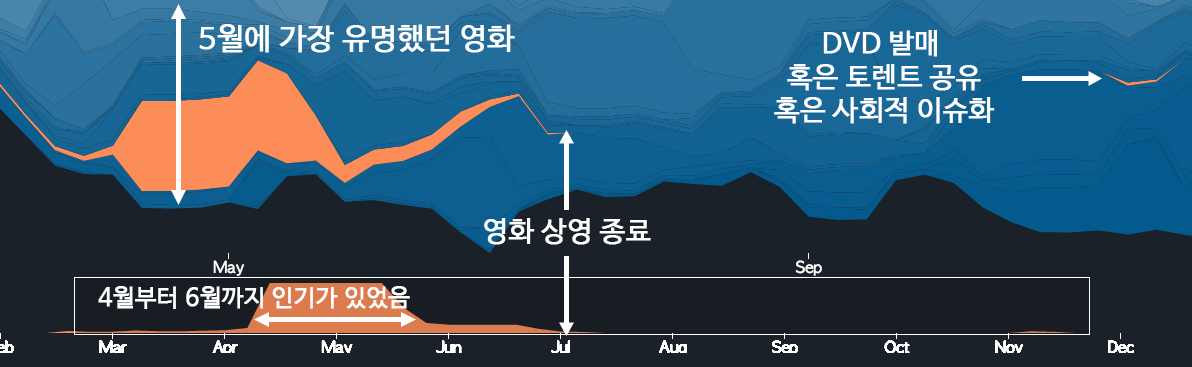 5월에 가장 유명했던 영화
DVD 발매
혹은 토렌트 공유
혹은 사회적 이슈화
영화 상영 종료
May
Sep
4월부터 6월까지 인기가 있었음
eb
Mar
Apr
May
Jun
Jul
Aug
Sep
Oct
Nov
Dec